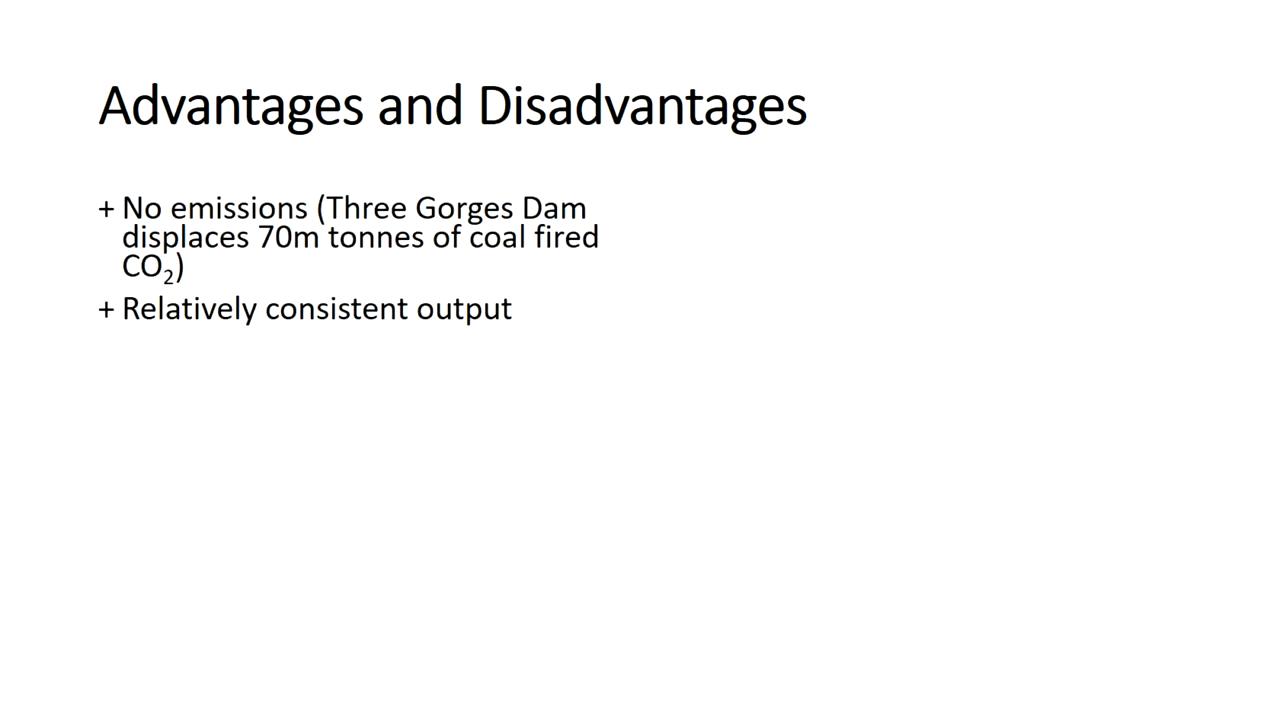 Advantages and Disadvantages
+ No emissions (Three Gorges Dam
displaces 70m tonnes of coal fired
CO₂)
+ Relatively consistent output